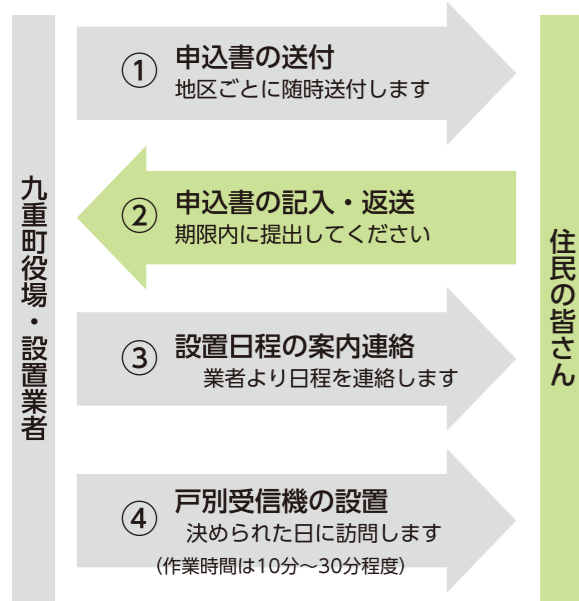 ① 申込書の送付
地区ごとに随時送付します
② 申込書の記入・返送
期限内に提出してください
③ 設置日程の案内連絡
業者より日程を連絡します
④ 戸別受信機の設置
決められた日に訪問します
(作業時間は10分～30分程度)
九重町役場・設置業者
住民の皆さん